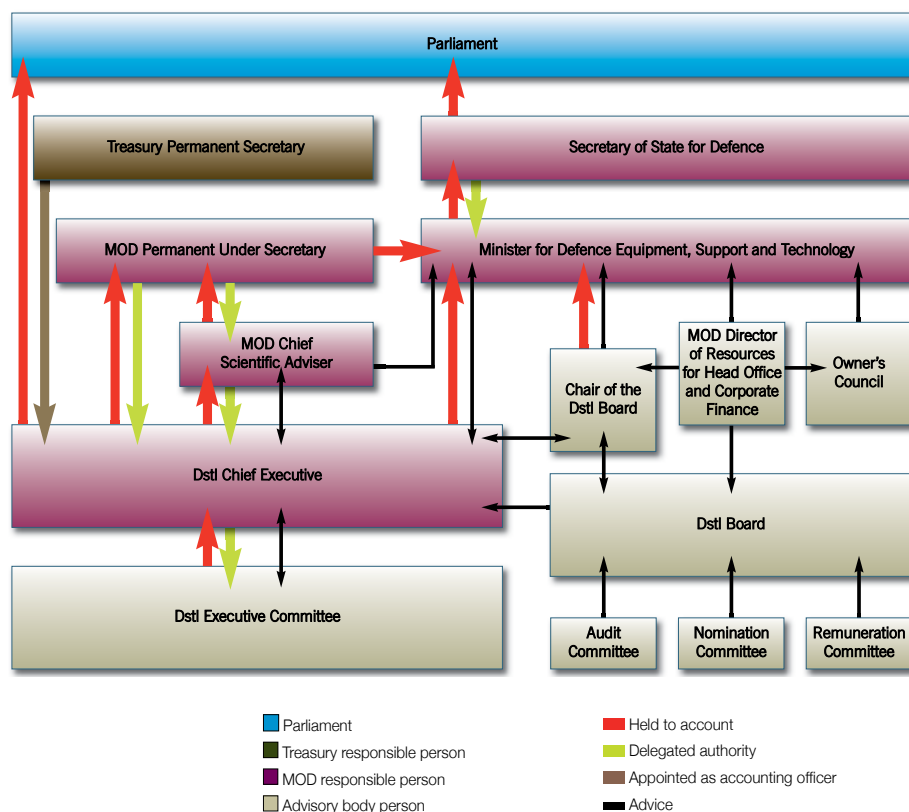 Parliament
Treasury Permanent Secretary
Secretary of State for Defence
MOD Permanent Under Secretary
Minister for Defence Equipment, Support and Technology
MOD Chief
Scientific Adviser
MOD Director
of Resources
for Head Office
and Corporate
Finance
Owner's
Council
Chair of the
Dstl Board
Dstl Chief Executive
Dstl Board
Dstl Executive Committee
Audit
Committee
Nomination
Committee
Remuneration
Committee
Parliament
Treasury responsible person
MOD responsible person
Advisory body person
Held to account
Delegated authority
Appointed as accounting officer
Advice